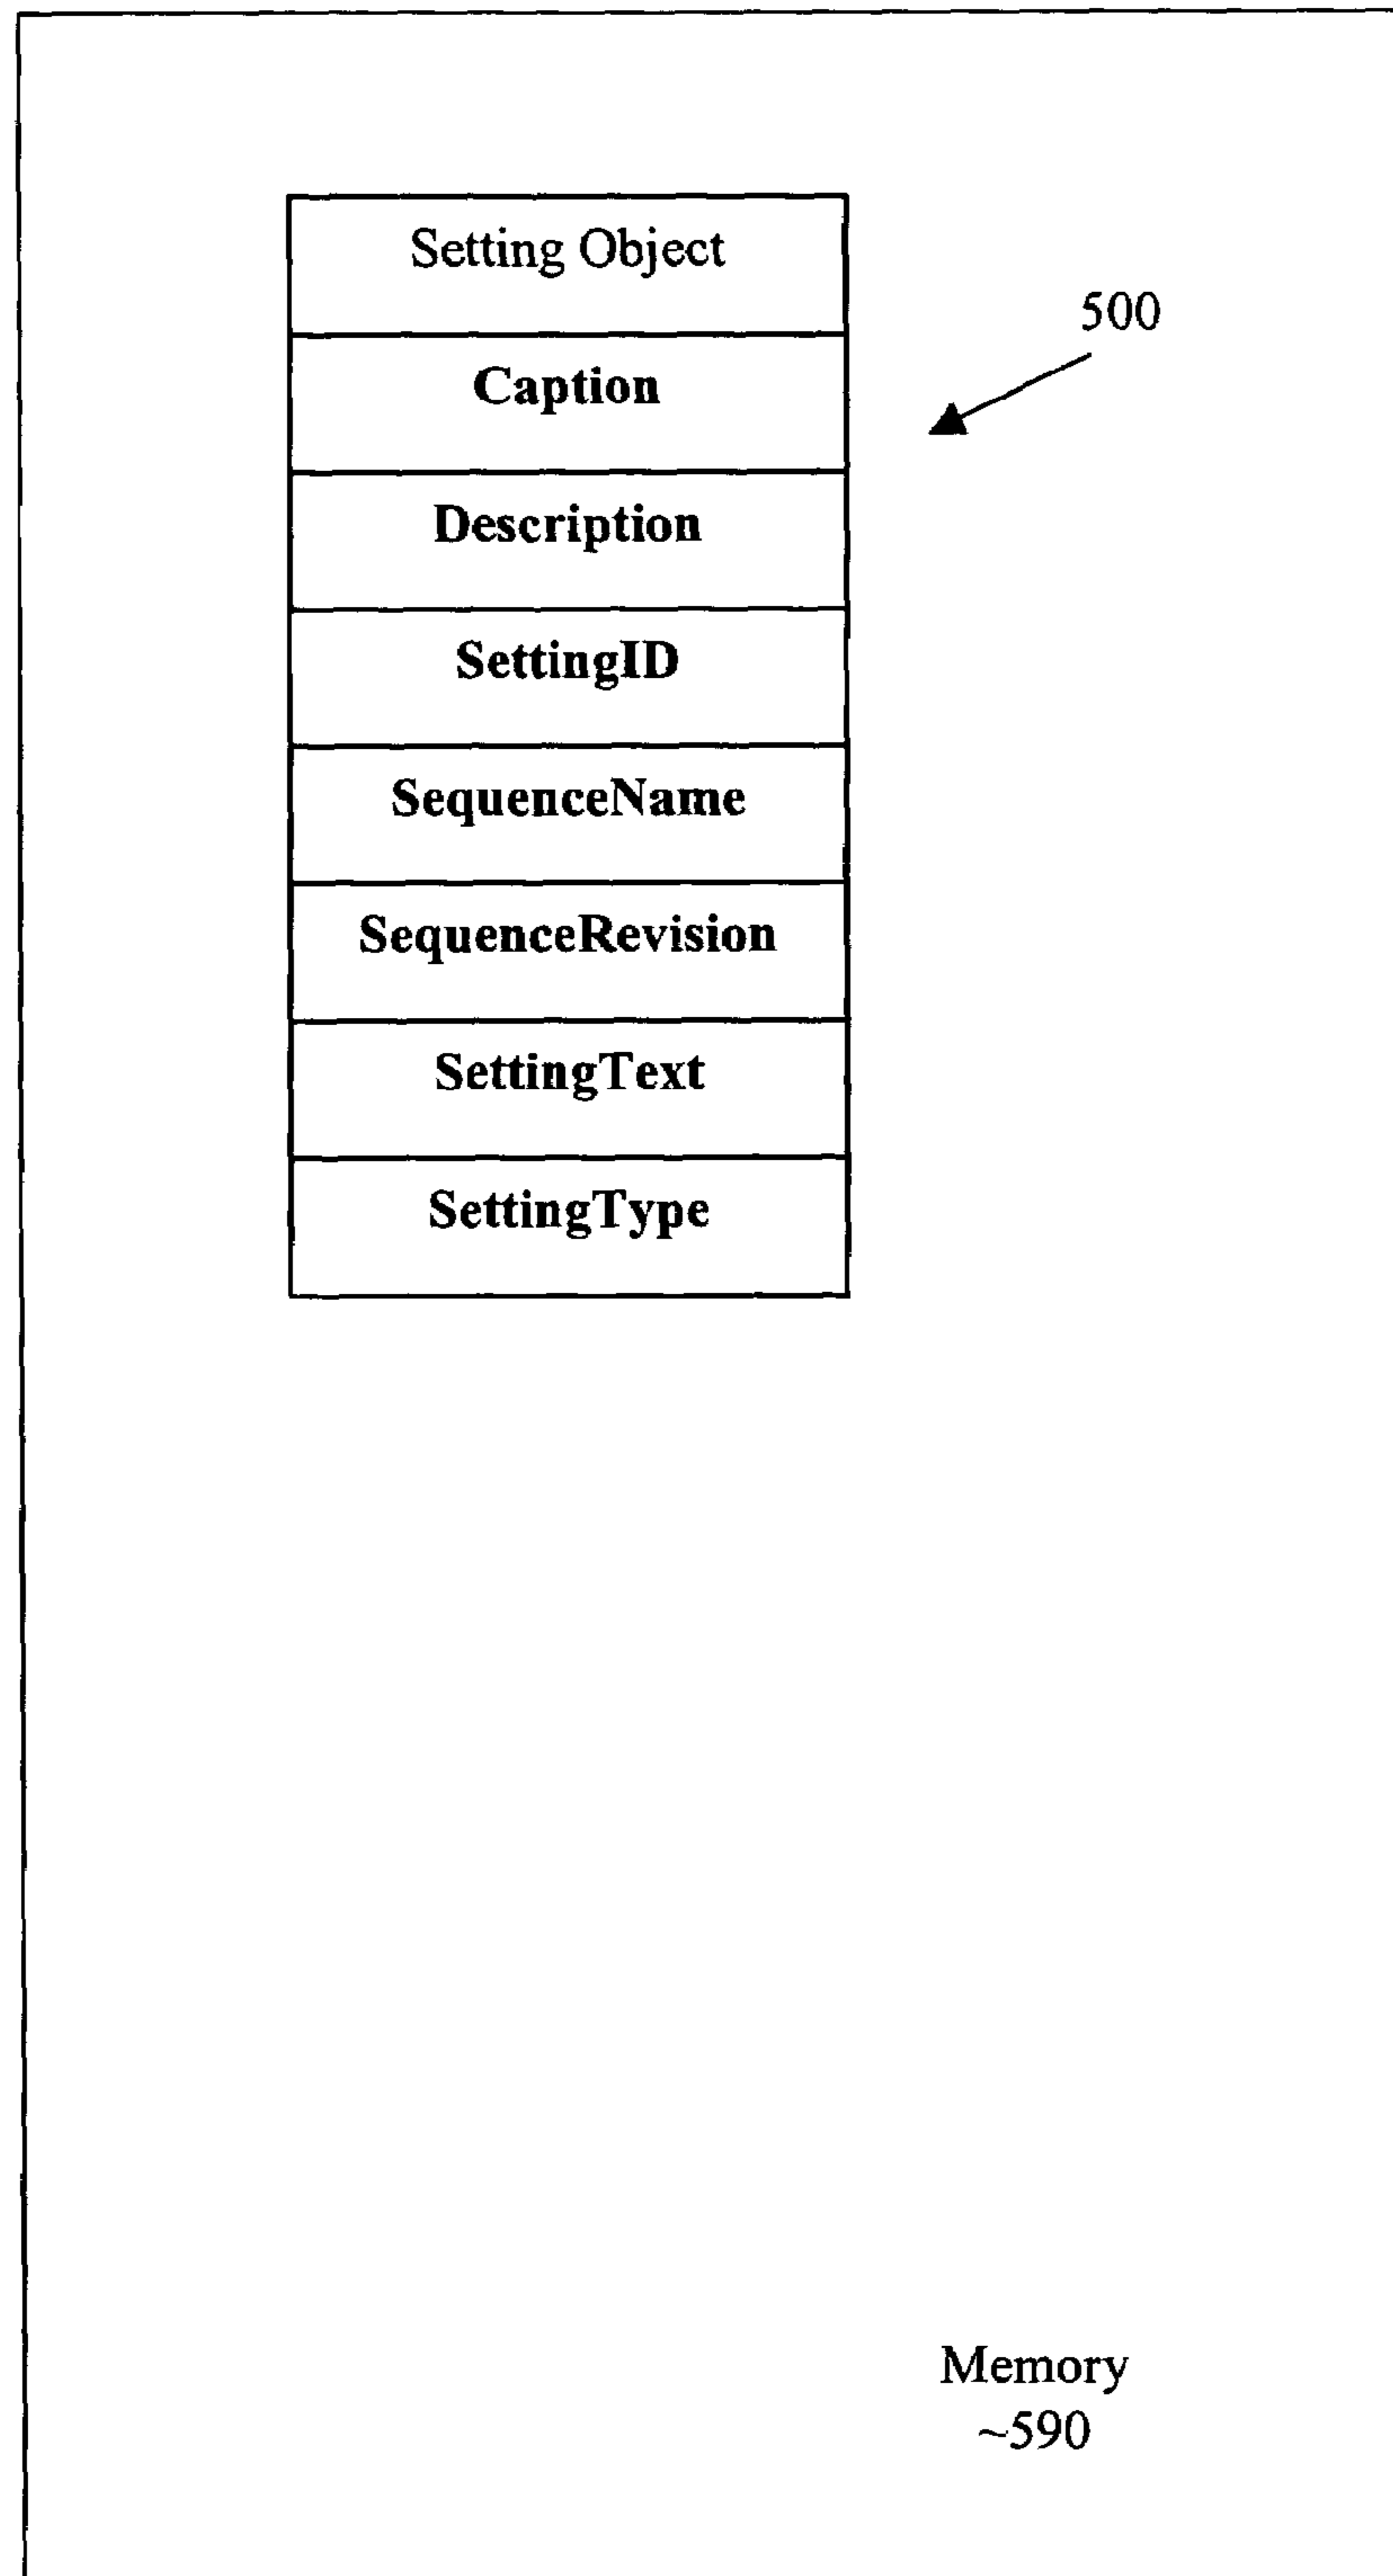 Setting Object
500
Caption
Description
SettingID
SequenceName
SequenceRevision
SettingText
SettingType
Memory
~590